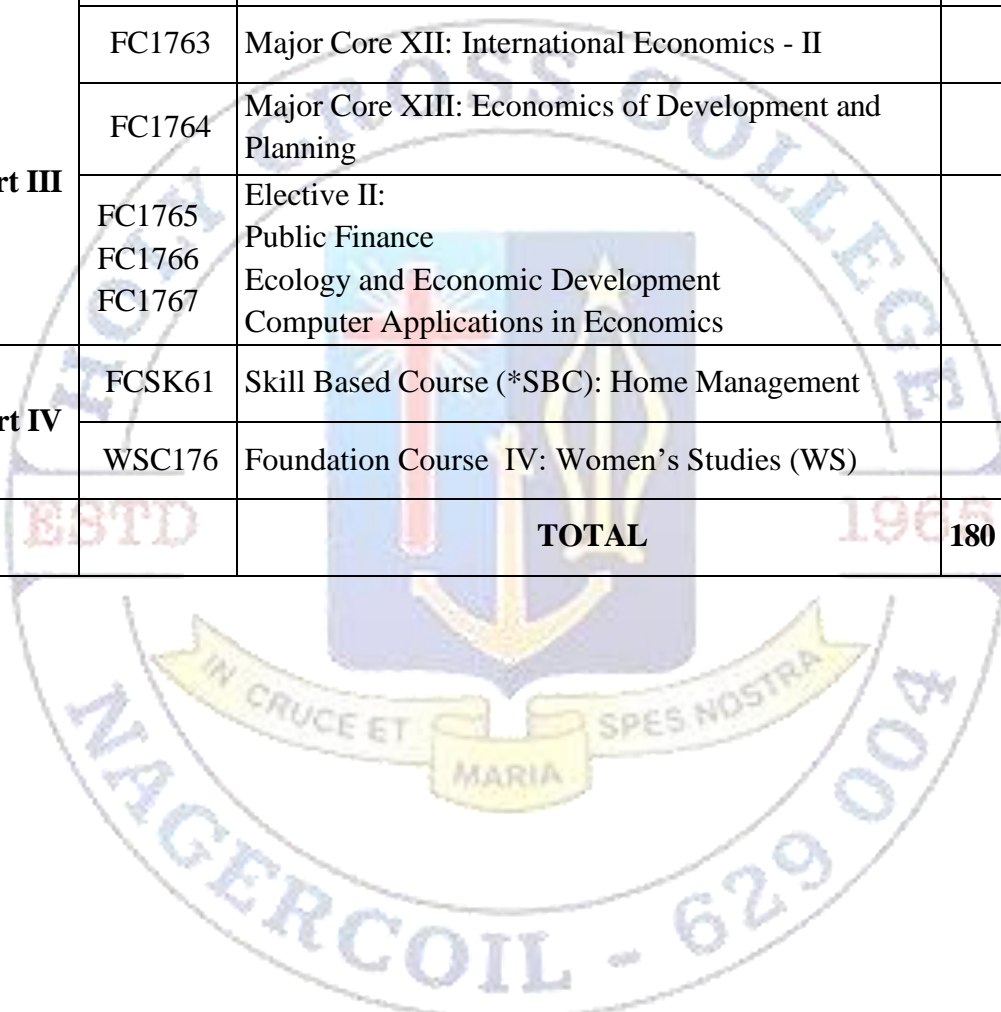 FC1763 Major Core XII: International Economics - II
FC1764 Major Core XIII: Economics of Development and
Planning
rt III
Elective II:
FC1765 Public Finance
FC1766 Ecology and Economic Development
FC1767 Computer Applications in Economics
FCSK61 Skill Based Course (*SBC): Home Management
rt IV
WSC176 Foundation Course IV: Women’s Studies (WS)
TOTAL 180
HOLY CROSS COLLEGE
ESTD 1965
IN CRUCE ET MARIA SPES NOSTRA
NAGERCOIL - 629 004